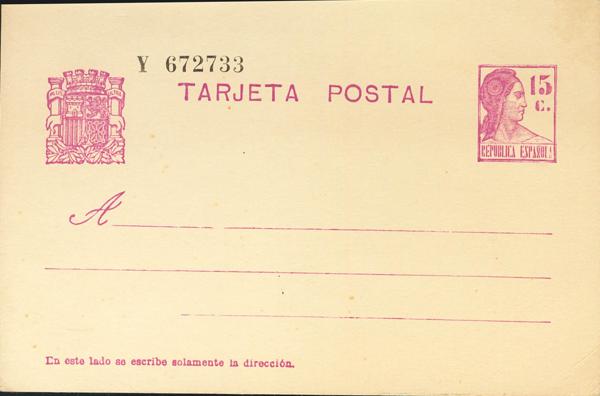 Y 672733
TARJETA POSTAL
15
C.
REPUBLICA ESPAÑOLA
A
En este lado se escribe solamente la dirección.